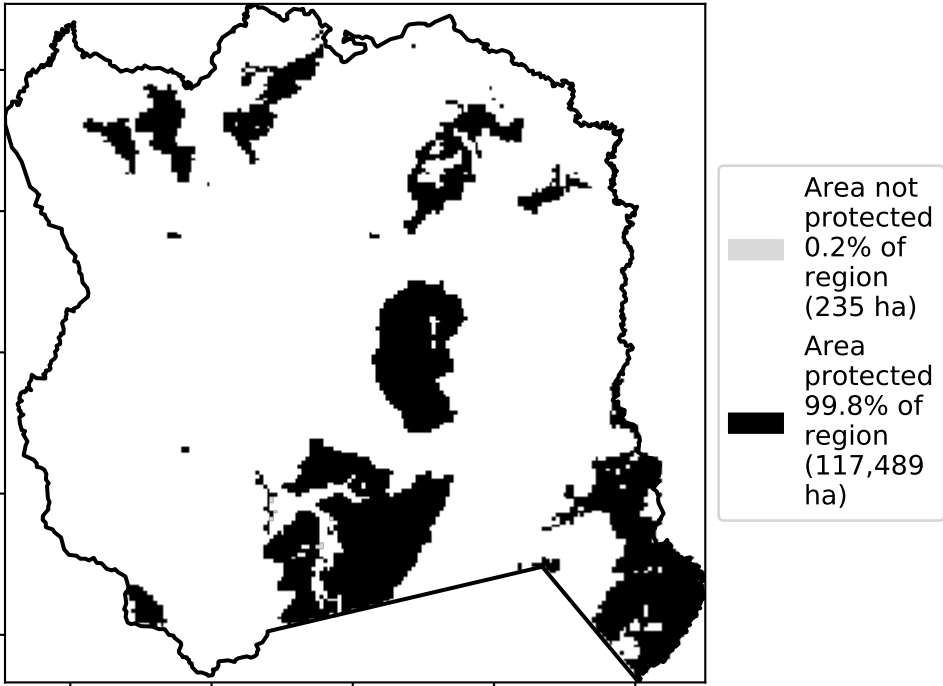 Area not
protected
0.2% of
region
(235 ha)
Area
protected
99.8% of
region
(117,489
ha)